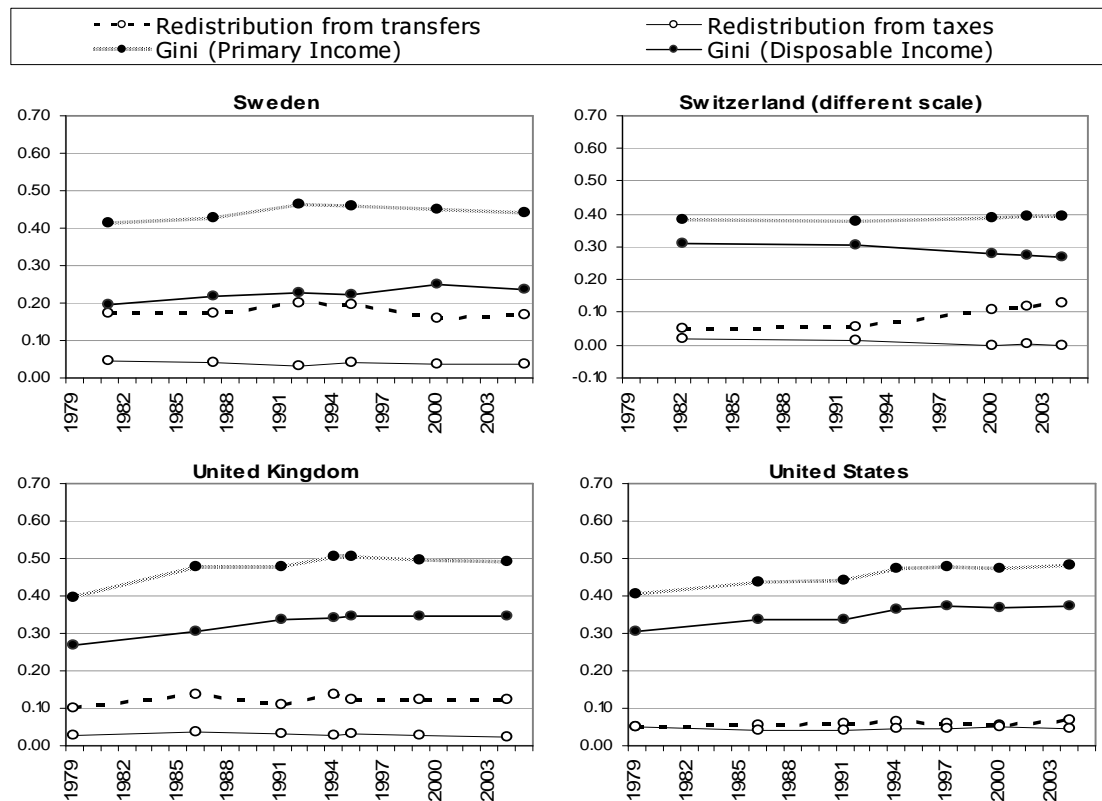 Redistribution from transfers Redistribution from taxes
Gini (Primary Income) Gini (Disposable Income)
Sweden Switzerland (different scale)
0.70 0.70
0.60 0.60
0.50 0.50
0.40 0.40
0.30 0.30
0.20 0.20
0.10 0.10
0.00 0.00
-0.10
1979 1982 1985 1988 1991 1994 1997 2000 2003 1979 1982 1985 1988 1991 1994 1997 2000 2003
United Kingdom United States
0.70 0.70
0.60 0.60
0.50 0.50
0.40 0.40
0.30 0.30
0.20 0.20
0.10 0.10
0.00 0.00
1979 1982 1985 1988 1991 1994 1997 2000 2003 1979 1982 1985 1988 1991 1994 1997 2000 2003